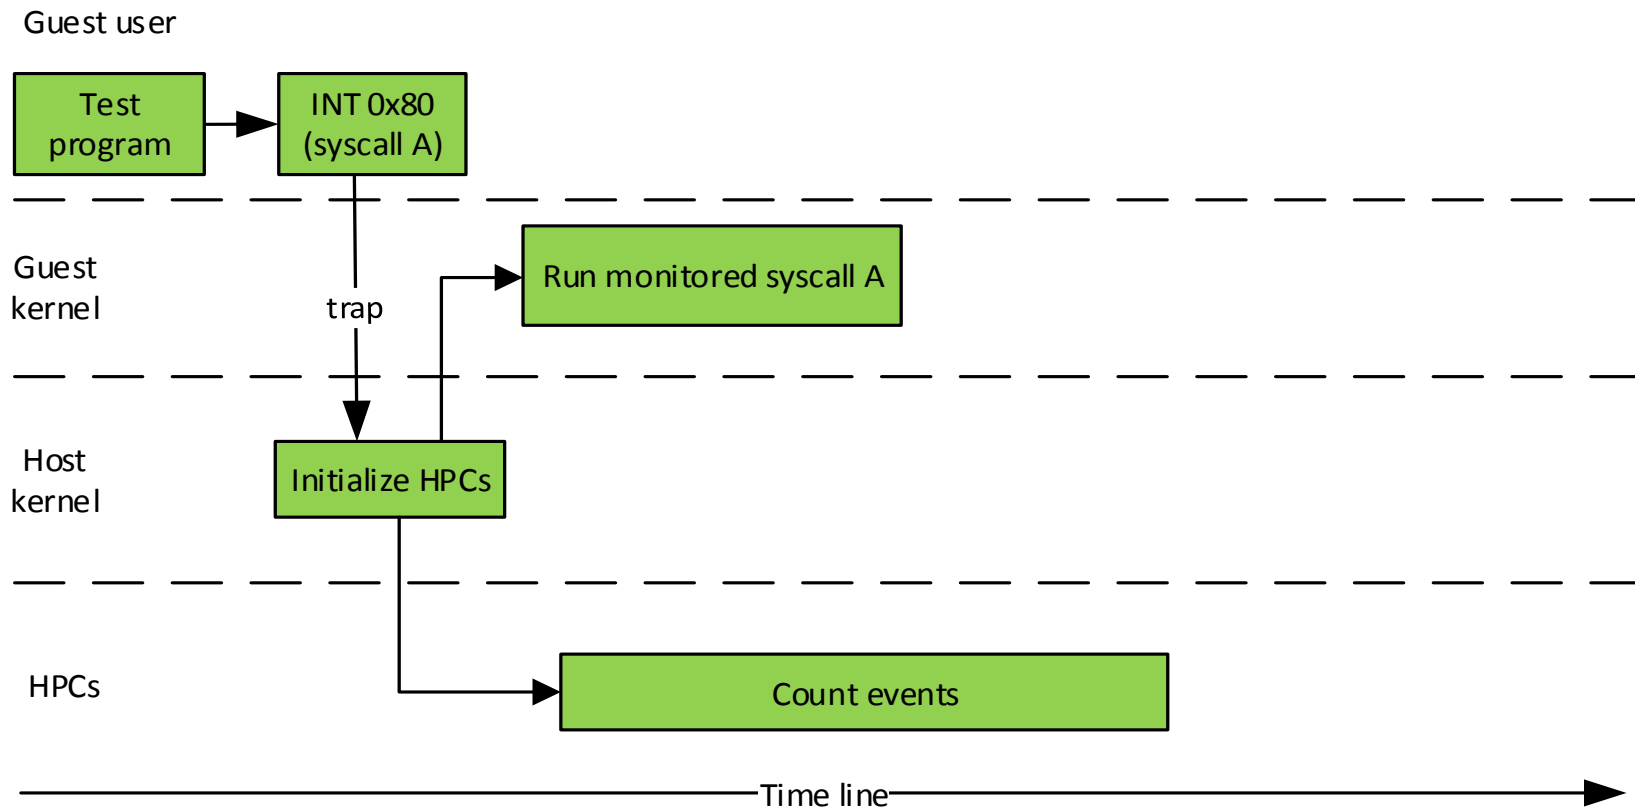 Guest user
Test
program
INT 0x80
(syscall A)
Guest
kernel
Run monitored syscall A
trap
Host
kernel
Initialize HPCs
HPCs
Count events
Time line